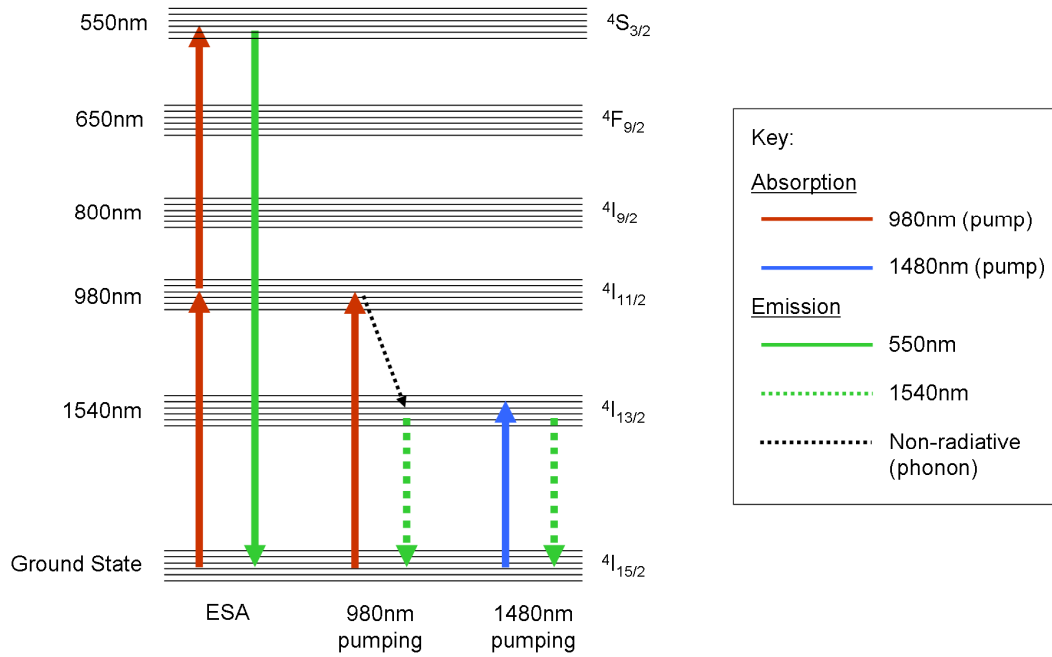 550nm
⁴S₃/₂
650nm
⁴F₉/₂
800nm
⁴I₉/₂
980nm
⁴I₁₁/₂
1540nm
⁴I₁₃/₂
Ground State
⁴I₁₅/₂
ESA
980nm
pumping
1480nm
pumping
Key:
Absorption
980nm (pump)
1480nm (pump)
Emission
550nm
1540nm
Non-radiative
(phonon)